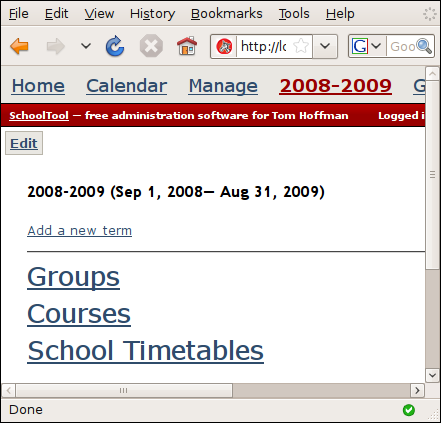 File Edit View History Bookmarks Tools Help
http://lo G Goo
Home Calendar Manage 2008-2009 G
SchoolTool — free administration software for Tom Hoffman Logged i
Edit
2008-2009 (Sep 1, 2008— Aug 31, 2009)
Add a new term
Groups
Courses
School Timetables
Done